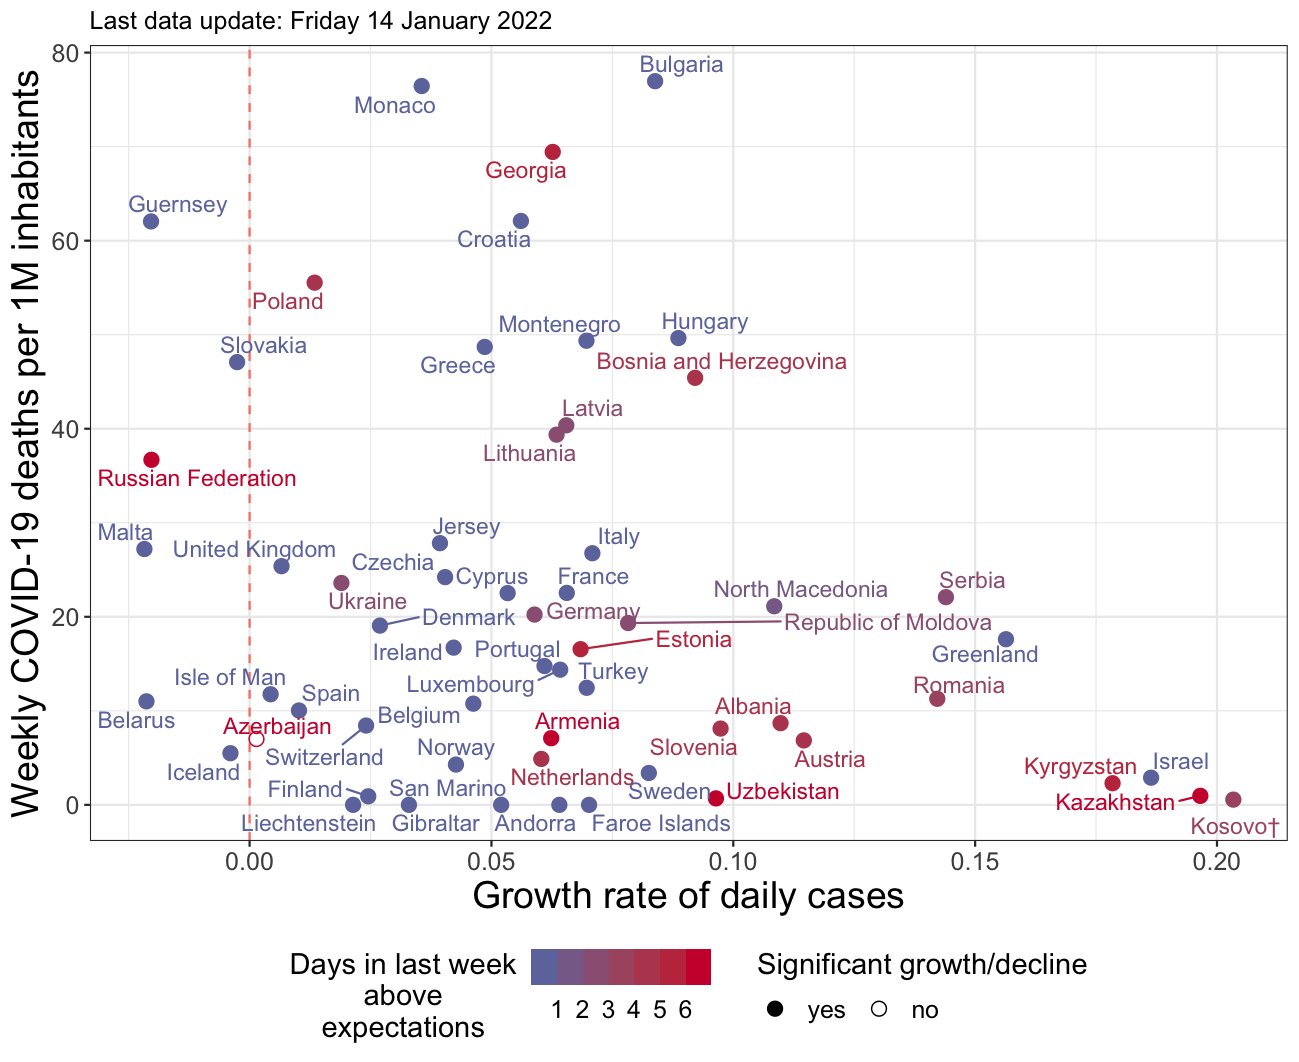 Last data update: Friday 14 January 2022
Weekly COVID-19 deaths per 1M inhabitants
80
60
40
20
0
Bulgaria
Monaco
Georgia
Guernsey
Croatia
Poland
Montenegro
Hungary
Slovakia
Greece
Bosnia and Herzegovina
Latvia
Lithuania
Russian Federation
Jersey
Malta
Italy
United Kingdom
Czechia
Cyprus
France
Serbia
North Macedonia
Ukraine
Germany
Denmark
Republic of Moldova
Estonia
Ireland
Portugal
Greenland
Turkey
Isle of Man
Luxembourg
Romania
Spain
Albania
Belgium
Belarus
Azerbaijan
Armenia
Norway
Slovenia
Switzerland
Austria
Israel
Kyrgyzstan
Iceland
Netherlands
Finland
San Marino
Sweden
Uzbekistan
Kazakhstan
Liechtenstein
Gibraltar
Andorra
Faroe Islands
Kosovo†
0.00 0.05 0.10 0.15 0.20
Growth rate of daily cases
Days in last week
above
expectations
1 2 3 4 5 6
Significant growth/decline
yes no